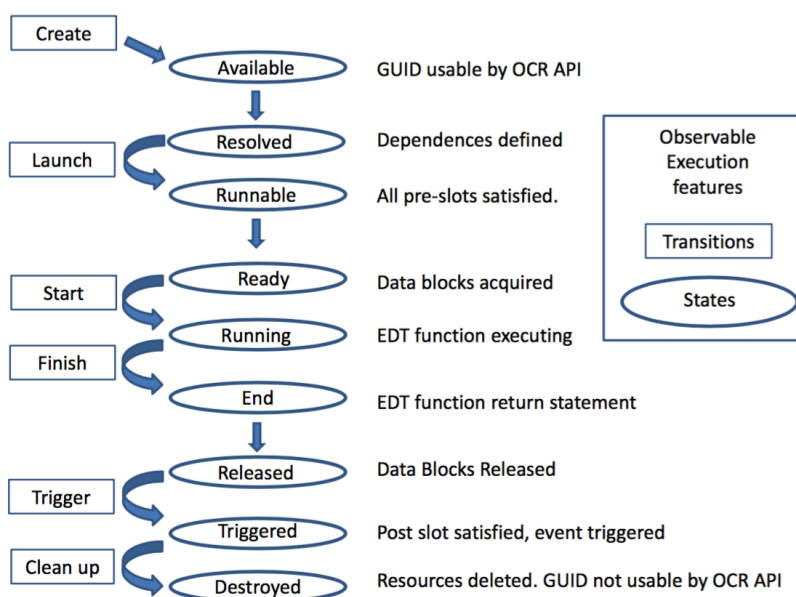 Create
Available
GUID usable by OCR API
Resolved
Dependences defined
Launch
Runnable
All pre-slots satisfied.
Ready
Data blocks acquired
Start
Running
EDT function executing
Finish
End
EDT function return statement
Released
Data Blocks Released
Trigger
Triggered
Post slot satisfied, event triggered
Clean up
Destroyed
Resources deleted. GUID not usable by OCR API
Observable
Execution
features
Transitions
States